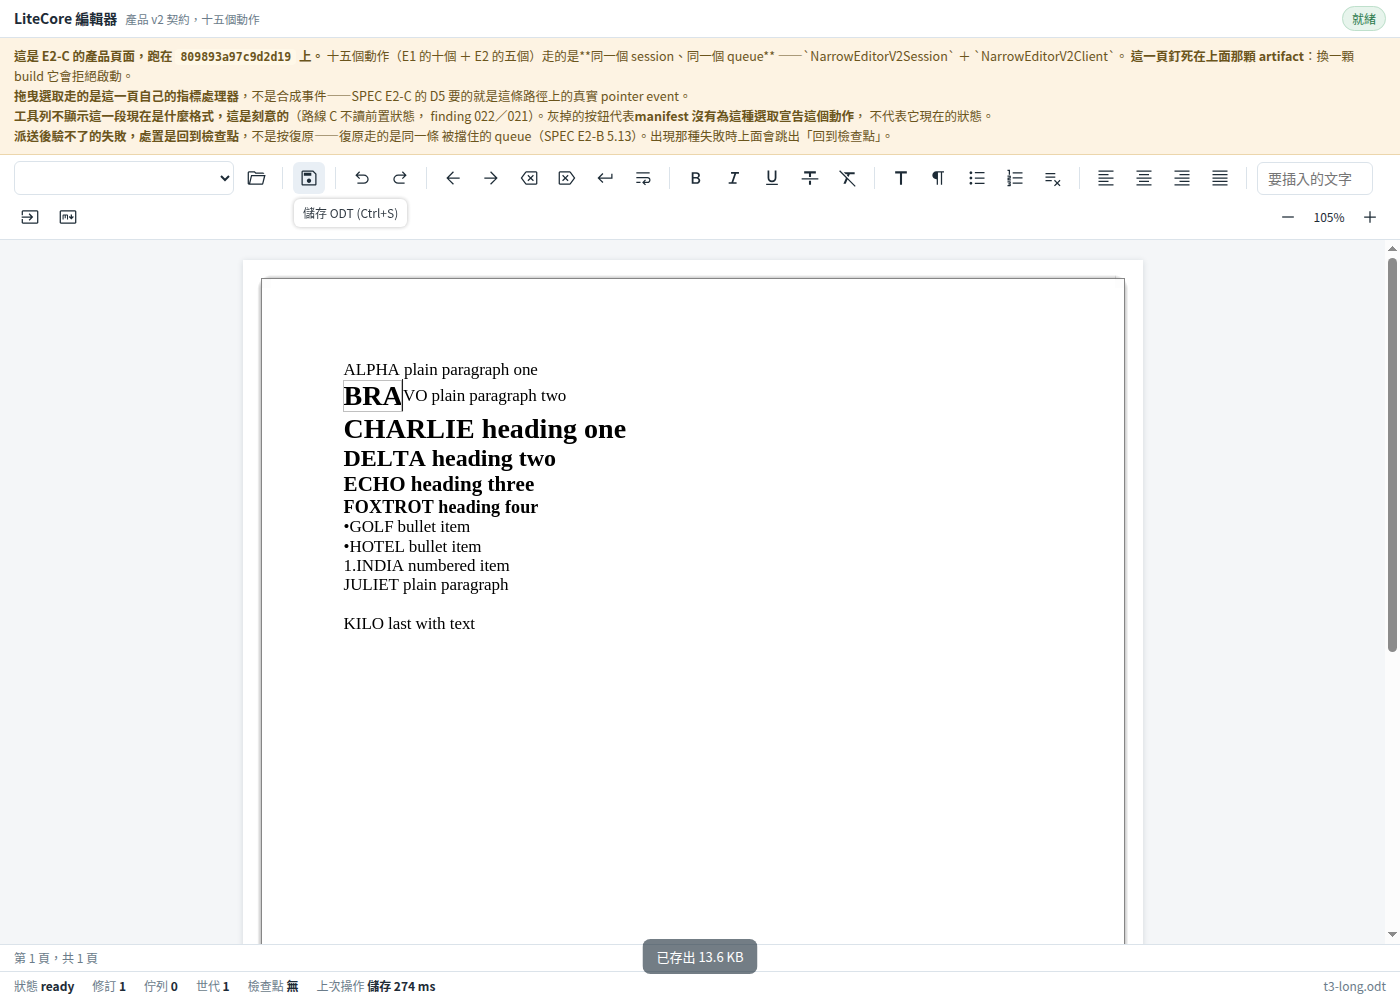 LiteCore 編輯器 產品 v2 契約，十五個動作 就緒
這是 E2-C 的產品頁面，跑在 809893a97c9d2d19 上。 十五個動作（E1 的十個 ＋ E2 的五個）走的是**同一個 session、同一個 queue** ——`NarrowEditorV2Session` ＋ `NarrowEditorV2Client`。 這一頁釘死在上面那顆 artifact：換一顆
build 它會拒絕啟動。
拖曳選取走的是這一頁自己的指標處理器，不是合成事件——SPEC E2-C 的 D5 要的就是這條路徑上的真實 pointer event。
工具列不顯示這一段現在是什麼格式，這是刻意的（路線 C 不讀前置狀態， finding 022／021）。灰掉的按鈕代表manifest 沒有為這種選取宣告這個動作， 不代表它現在的狀態。
派送後驗不了的失敗，處置是回到檢查點，不是按復原——復原走的是同一條 被擋住的 queue（SPEC E2-B 5.13）。出現那種失敗時上面會跳出「回到檢查點」。
要插入的文字
儲存 ODT (Ctrl+S)
105%
ALPHA plain paragraph one
BRAVO plain paragraph two
CHARLIE heading one
DELTA heading two
ECHO heading three
FOXTROT heading four
•GOLF bullet item
•HOTEL bullet item
1.INDIA numbered item
JULIET plain paragraph
KILO last with text
第 1 頁，共 1 頁
已存出 13.6 KB
狀態 ready 修訂 1 佇列 0 世代 1 檢查點 無 上次操作 儲存 274 ms t3-long.odt